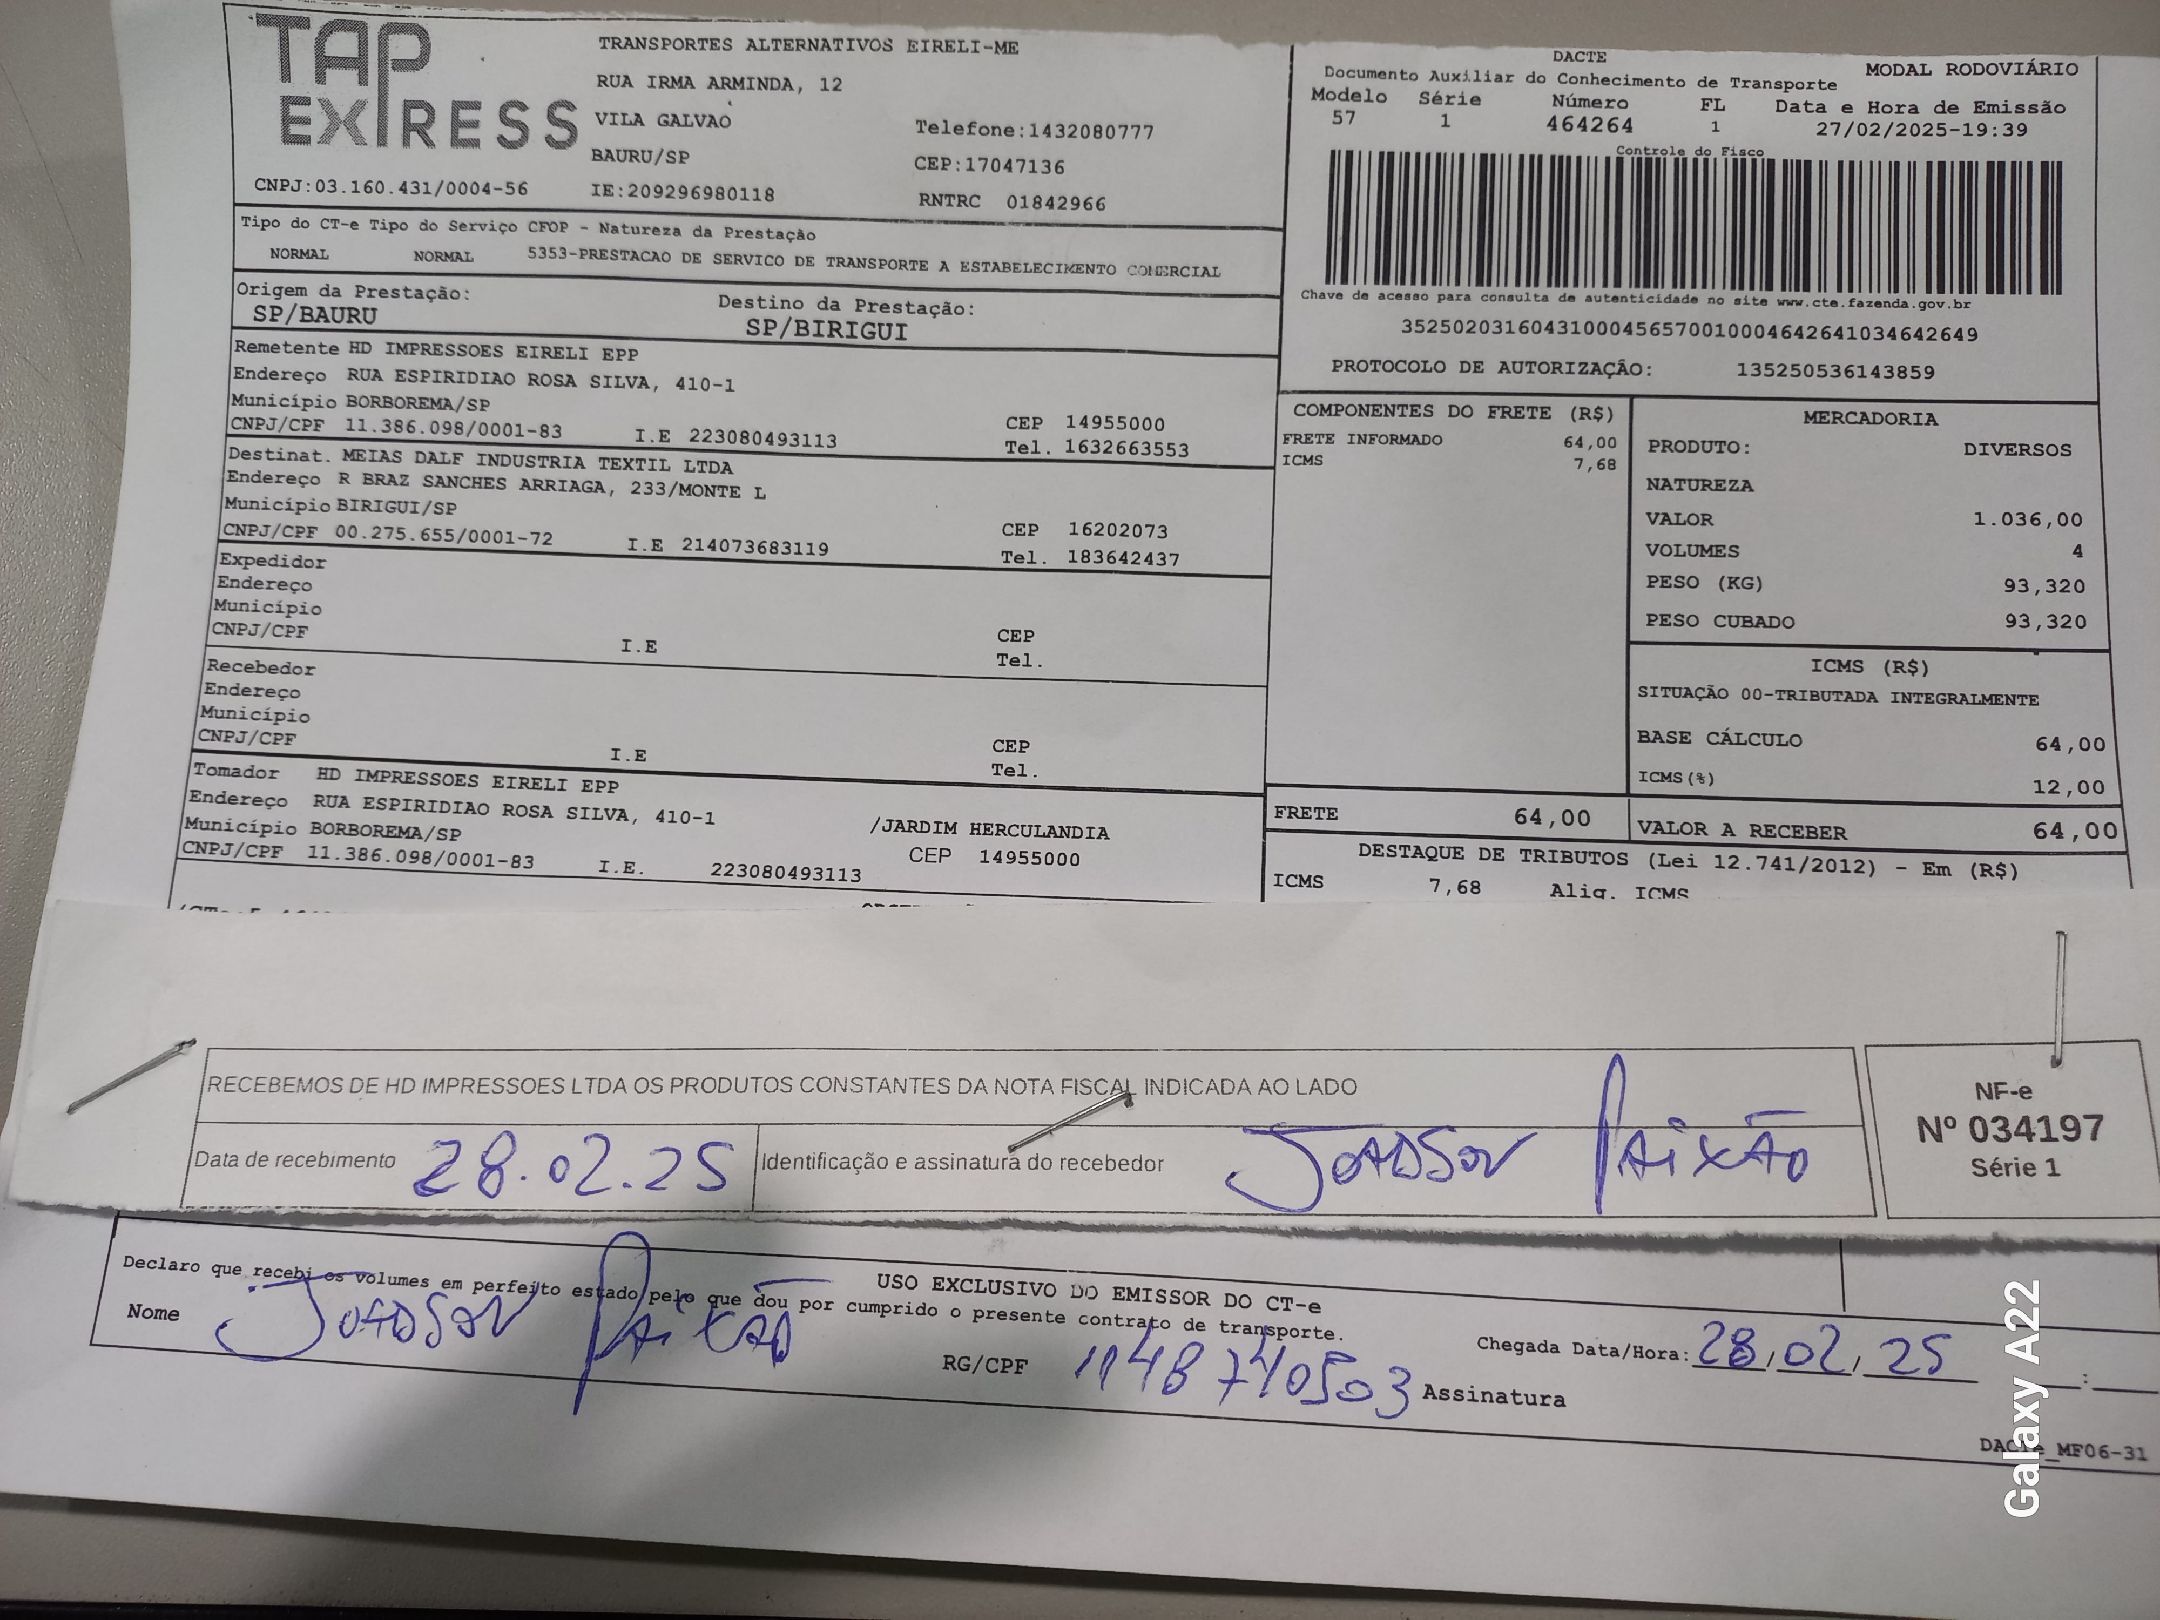 TAP EXPRESS
TRANSPORTES ALTERNATIVOS EIRELI-ME
RUA IRMA ARMINDA, 12
VILA GALVAO
Telefone:1432080777
BAURU/SP
CEP:17047136
CNPJ:03.160.431/0004-56
IE:209296980118
RNTRC 01842966
DACTE
Documento Auxiliar do Conhecimento de Transporte
MODAL RODOVIÁRIO
Modelo Série Número FL Data e Hora de Emissão
57 1 464264 1 27/02/2025-19:39
Controle do Fisco
Chave de acesso para consulta de autenticidade no site www.cte.fazenda.gov.br
35250203160431000456570010004642641034642649
PROTOCOLO DE AUTORIZAÇÃO: 135250536143859
Tipo do CT-e Tipo do Serviço CFOP - Natureza da Prestação
NORMAL NORMAL 5353-PRESTACAO DE SERVICO DE TRANSPORTE A ESTABELECIMENTO COMERCIAL
Origem da Prestação: Destino da Prestação:
SP/BAURU SP/BIRIGUI
Remetente HD IMPRESSOES EIRELI EPP
Endereço RUA ESPIRIDIAO ROSA SILVA, 410-1
Município BORBOREMA/SP CEP 14955000
CNPJ/CPF 11.386.098/0001-83 I.E 223080493113 Tel. 1632663553
Destinat. MEIAS DALF INDUSTRIA TEXTIL LTDA
Endereço R BRAZ SANCHES ARRIAGA, 233/MONTE L
Município BIRIGUI/SP CEP 16202073
CNPJ/CPF 00.275.655/0001-72 I.E 214073683119 Tel. 183642437
Expedidor
Endereço
Município CEP
CNPJ/CPF I.E Tel.
Recebedor
Endereço
Município CEP
CNPJ/CPF I.E Tel.
Tomador HD IMPRESSOES EIRELI EPP
Endereço RUA ESPIRIDIAO ROSA SILVA, 410-1 /JARDIM HERCULANDIA
Município BORBOREMA/SP CEP 14955000
CNPJ/CPF 11.386.098/0001-83 I.E. 223080493113
COMPONENTES DO FRETE (R$)
FRETE INFORMADO 64,00
ICMS 7,68
MERCADORIA
PRODUTO: DIVERSOS
NATUREZA
VALOR 1.036,00
VOLUMES 4
PESO (KG) 93,320
PESO CUBADO 93,320
ICMS (R$)
SITUAÇÃO 00-TRIBUTADA INTEGRALMENTE
BASE CÁLCULO 64,00
ICMS(%) 12,00
FRETE 64,00 VALOR A RECEBER 64,00
DESTAQUE DE TRIBUTOS (Lei 12.741/2012) - Em (R$)
ICMS 7,68 Aliq. ICMS
RECEBEMOS DE HD IMPRESSOES LTDA OS PRODUTOS CONSTANTES DA NOTA FISCAL INDICADA AO LADO
Data de recebimento 28.02.25 Identificação e assinatura do recebedor JOADSON PAIXÃO
NF-e
Nº 034197
Série 1
USO EXCLUSIVO DO EMISSOR DO CT-e
Declaro que recebi os volumes em perfeito estado pelo que dou por cumprido o presente contrato de transporte.
Nome JOADSON PAIXÃO RG/CPF 11487740503 Assinatura
Chegada Data/Hora: 28/02/25 :
DACTe_MF06-31
Galaxy A22